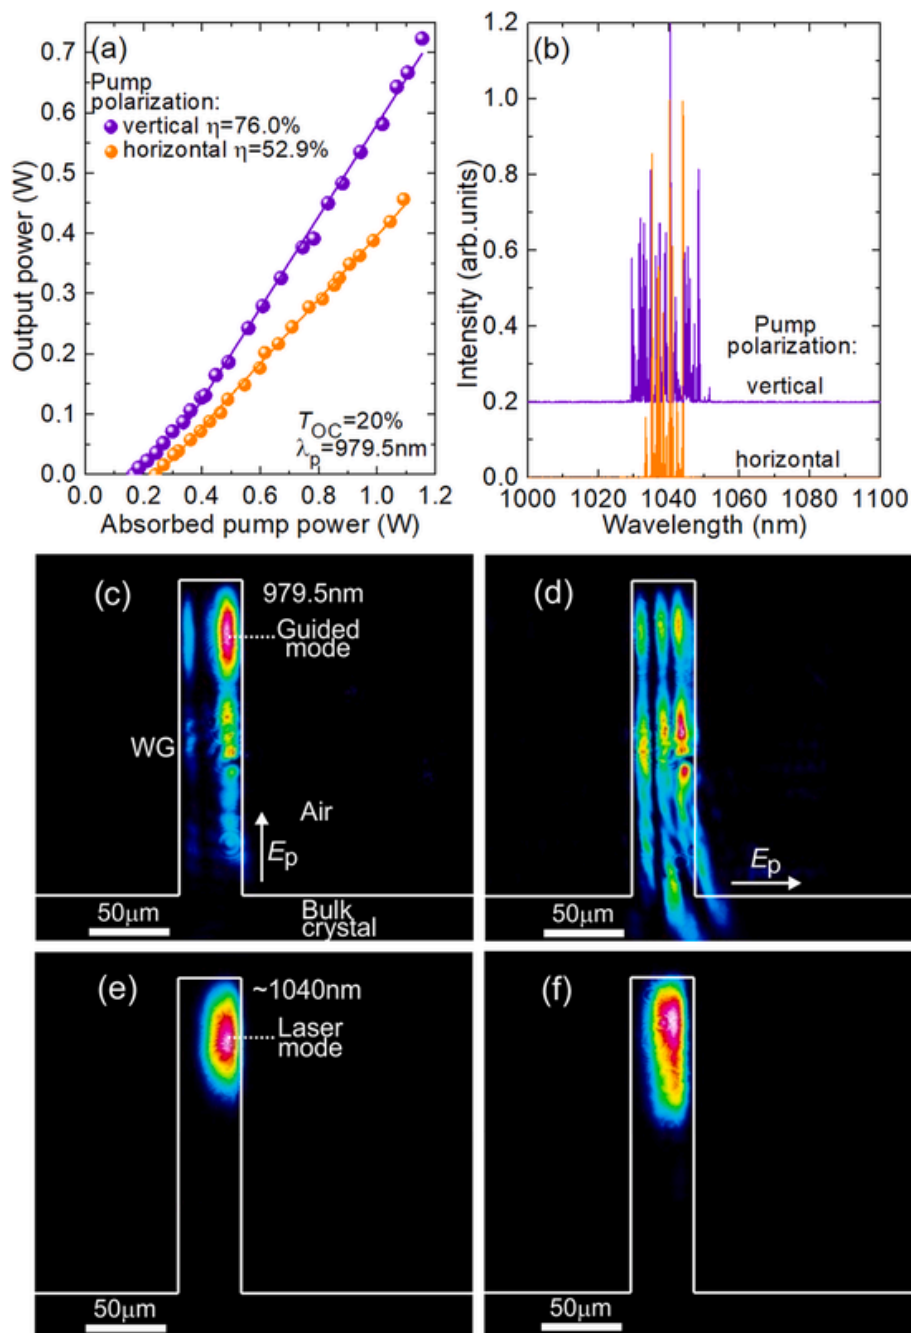 (a)
Pump
polarization:
vertical η=76.0%
horizontal η=52.9%
T_OC=20%
λ_p=979.5nm
0.7
0.6
0.5
0.4
0.3
0.2
0.1
0.0
Output power (W)
0.0 0.2 0.4 0.6 0.8 1.0 1.2
Absorbed pump power (W)
(b)
1.2
1.0
0.8
0.6
0.4
0.2
0.0
Intensity (arb.units)
Pump
polarization:
vertical
horizontal
1000 1020 1040 1060 1080 1100
Wavelength (nm)
(c)
979.5nm
Guided
mode
WG
Air
E_p
50μm
Bulk
crystal
(d)
E_p
50μm
(e)
~1040nm
Laser
mode
50μm
(f)
50μm